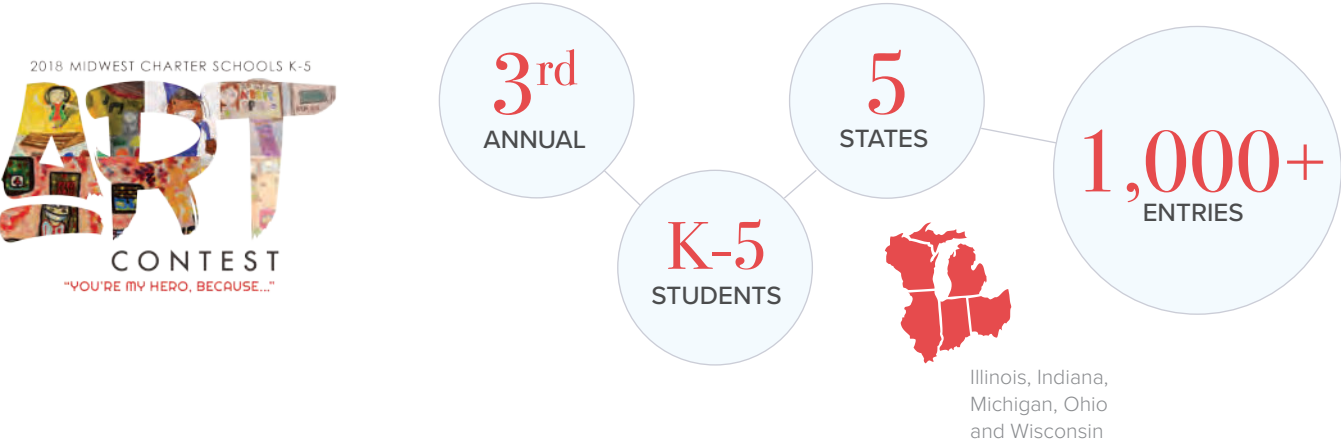 2018 MIDWEST CHARTER SCHOOLS K-5
ART
CONTEST
"YOU'RE MY HERO, BECAUSE..."
3rd
ANNUAL
K-5
STUDENTS
5
STATES
1,000+
ENTRIES
Illinois, Indiana,
Michigan, Ohio
and Wisconsin